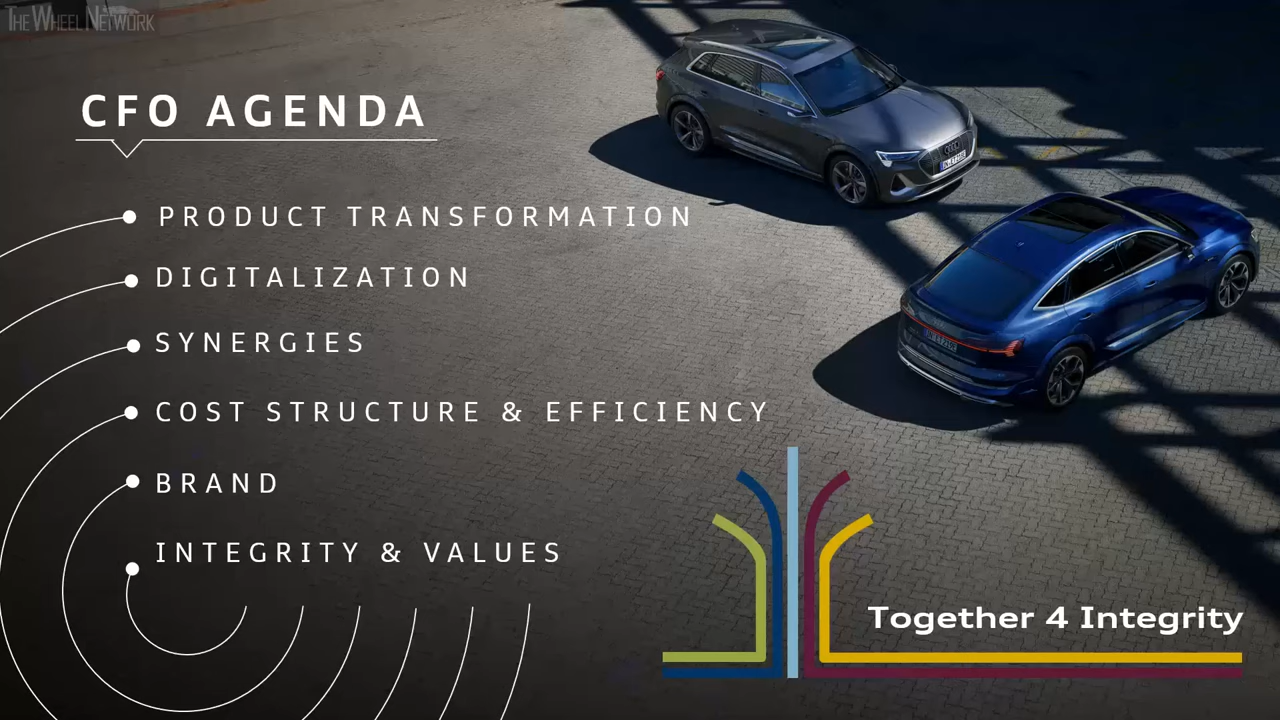 THE WHEEL NETWORK
CFO AGENDA
PRODUCT TRANSFORMATION
DIGITALIZATION
SYNERGIES
COST STRUCTURE & EFFICIENCY
BRAND
INTEGRITY & VALUES
Together 4 Integrity